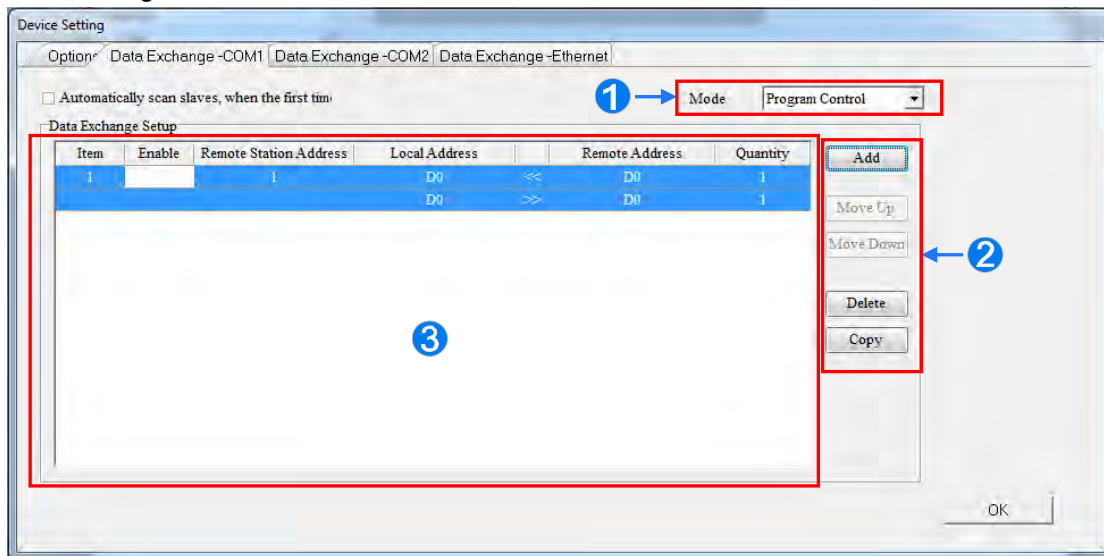 Device Setting
Data Exchange -COM1 Data Exchange -COM2 Data Exchange -Ethernet
Automatically scan slaves, when the first
1 Mode Program Control
Data Exchange Setup
Item Enable Remote Station Address Local Address Remote Address Quantity
1 1 D0 << D0 1
D0 >> D0 1
Add
Move Up
Move Down
2
Delete
3
Copy
OK